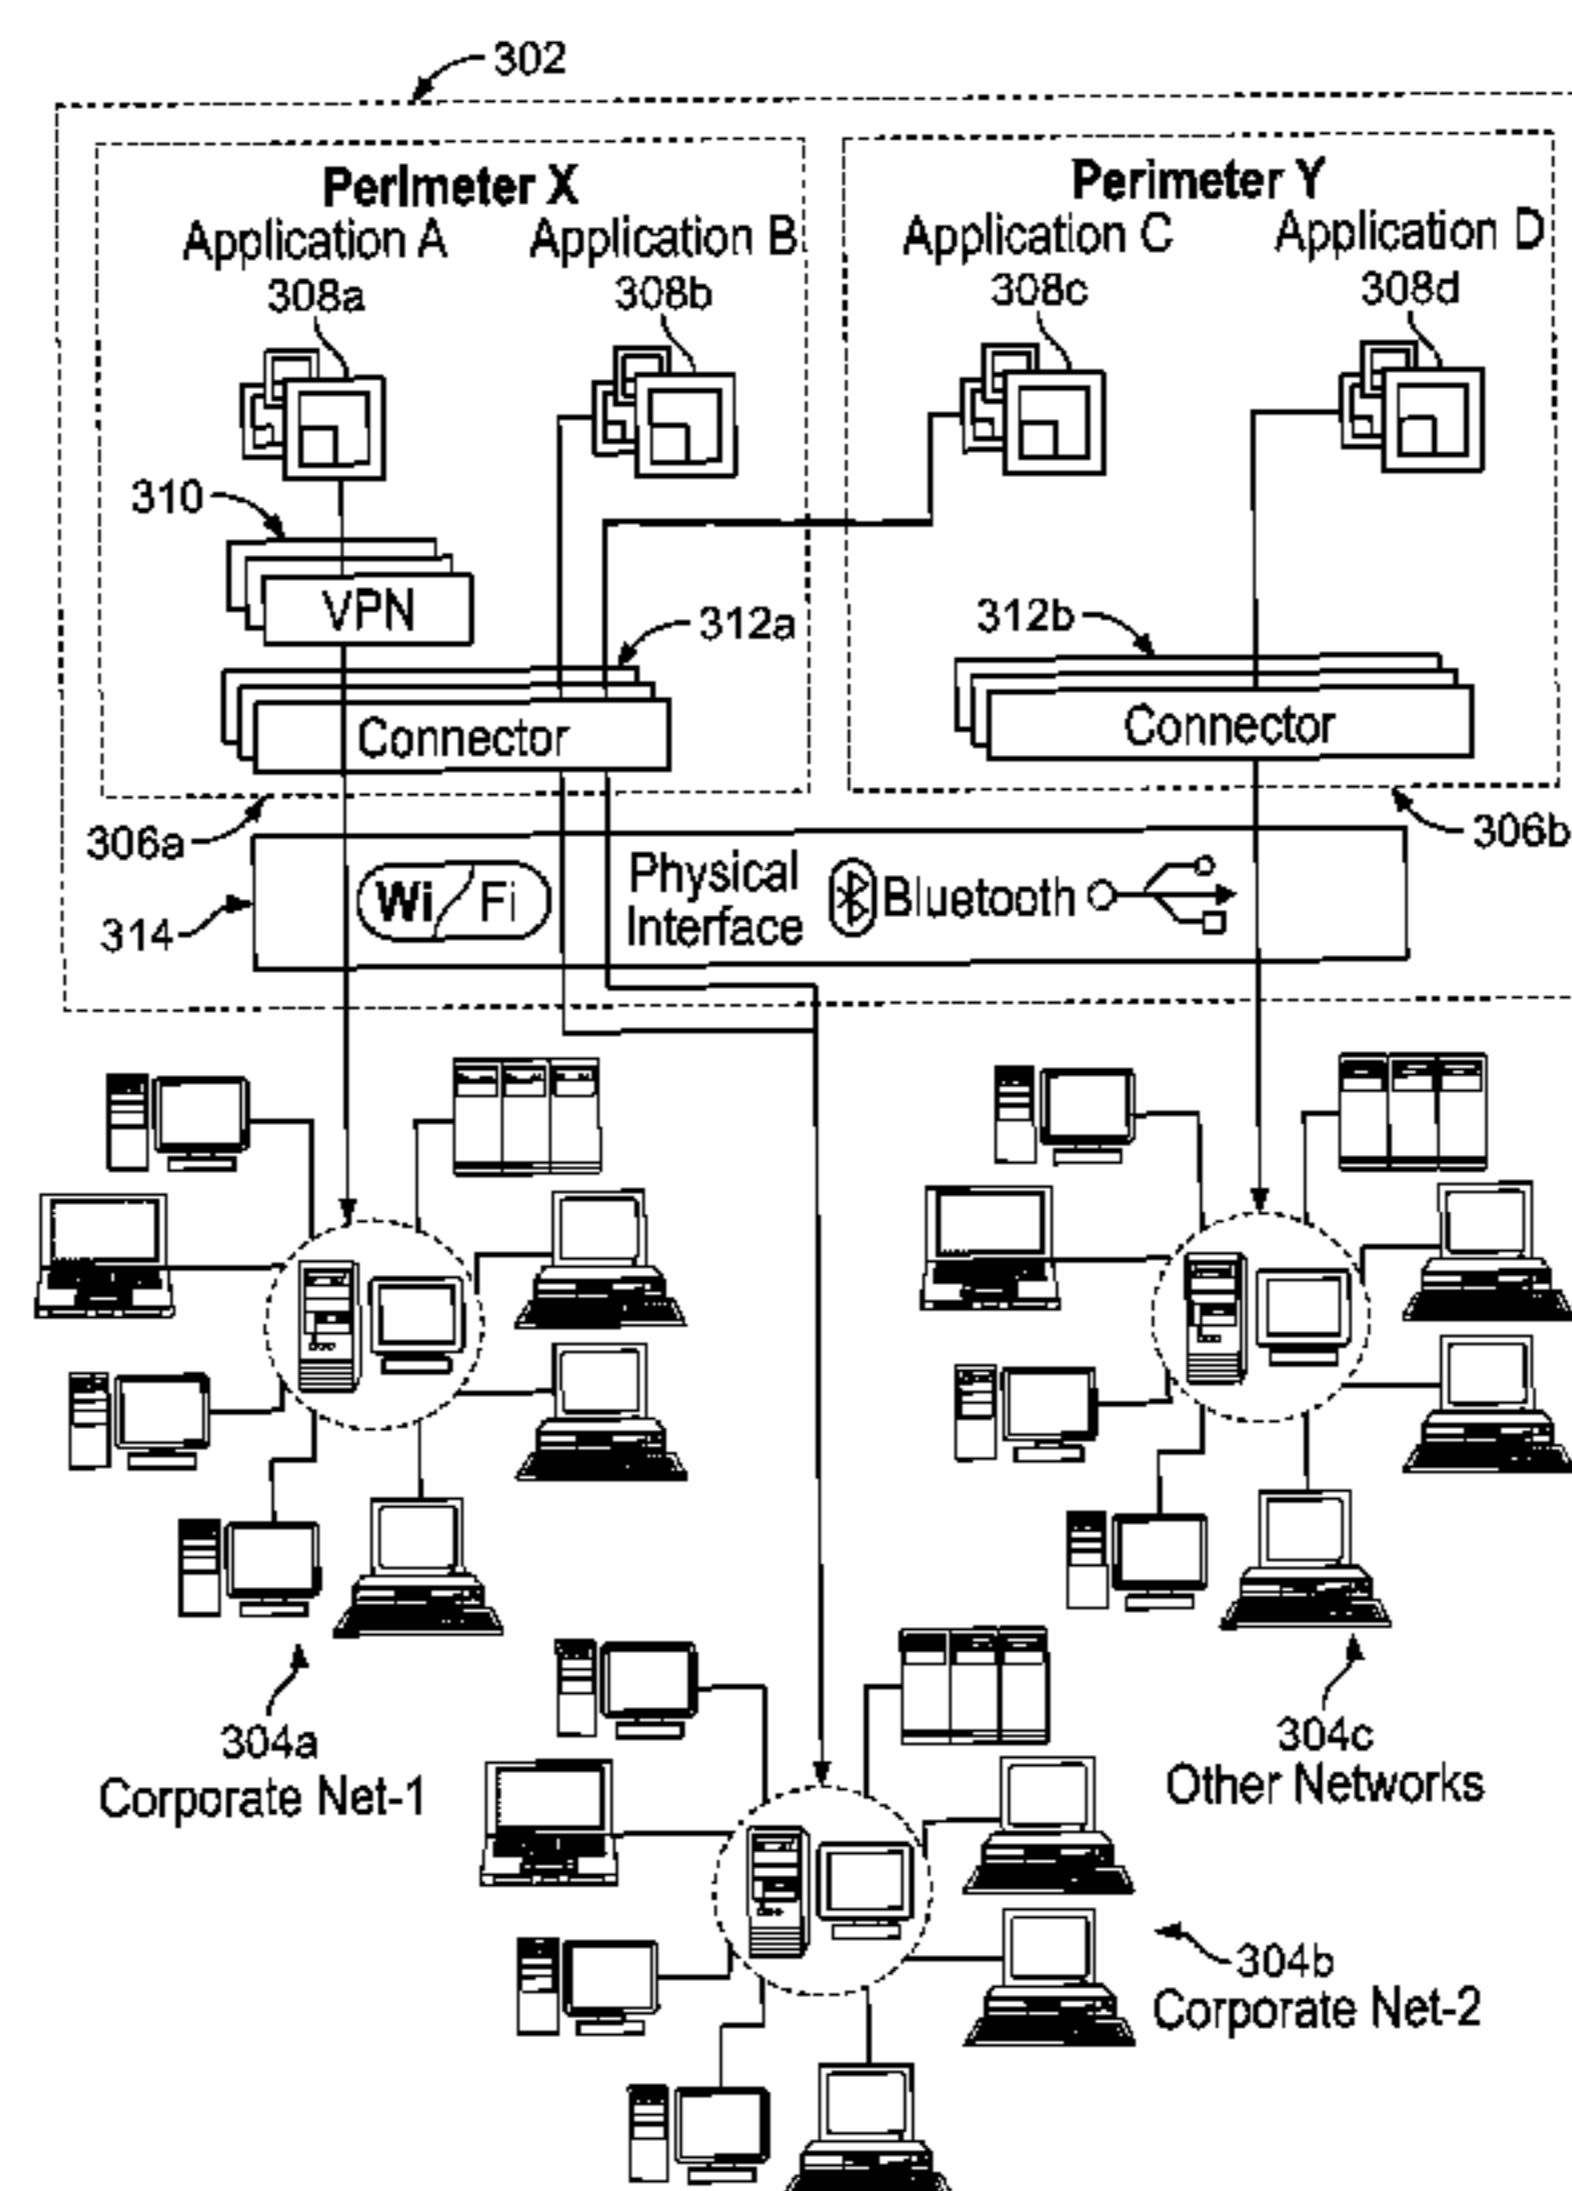 302
Perimeter X
Perimeter Y
Application A
Application B
Application C
Application D
308a
308b
308c
308d
310
VPN
312a
312b
Connector
Connector
306a
306b
314
Wi Fi
Physical
Interface
Bluetooth
304a
Corporate Net-1
304c
Other Networks
304b
Corporate Net-2